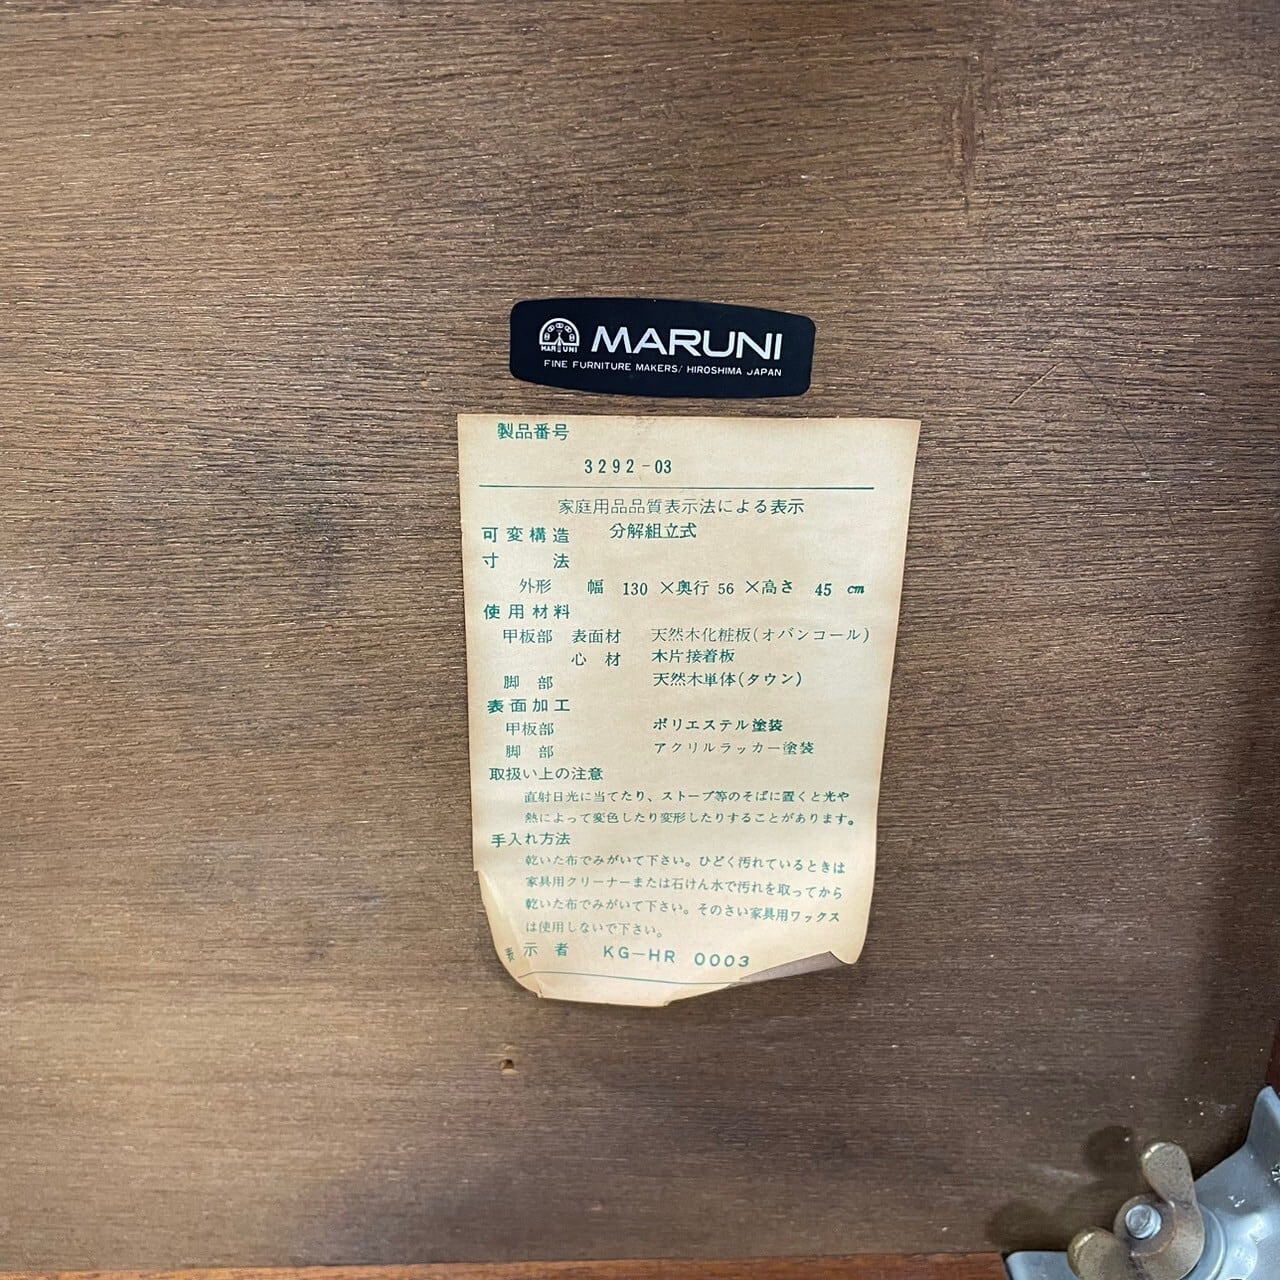 MARUNI
MARUNI
FINE FURNITURE MAKERS/ HIROSHIMA JAPAN
製品番号
3292-03
家庭用品品質表示法による表示
可変構造 分解組立式
寸 法
外形 幅 130 ×奥行 56 ×高さ 45 cm
使用材料
甲板部 表面材 天然木化粧板(オバンコール)
心 材 木片接着板
脚 部 天然木単体(タウン)
表面加工
甲板部 ポリエステル塗装
脚 部 アクリルラッカー塗装
取扱い上の注意
直射日光に当てたり、ストーブ等のそばに置くと光や
熱によって変色したり変形したりすることがあります。
手入れ方法
乾いた布でみがいて下さい。ひどく汚れているときは
家具用クリーナーまたは石けん水で汚れを取ってから
乾いた布でみがいて下さい。そのさい家具用ワックス
は使用しないで下さい。
表 示 者 KG-HR 0003